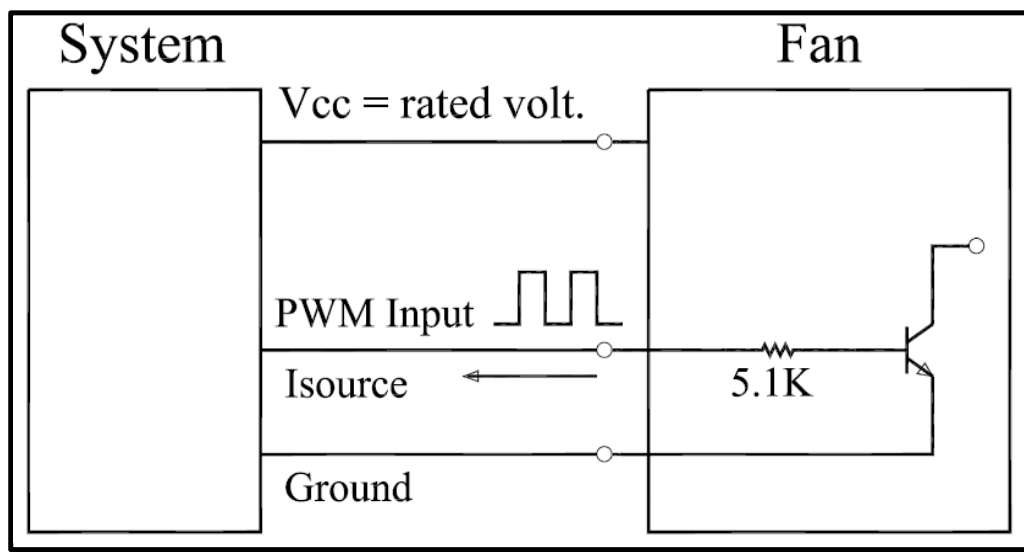 System
Fan
Vcc = rated volt.
PWM Input
Isource
5.1K
Ground